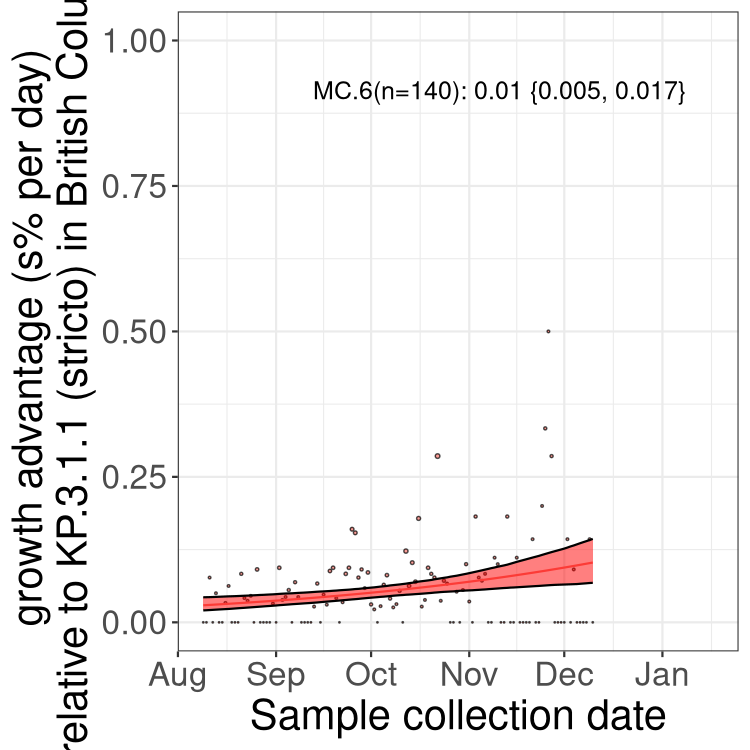 growth advantage (s% per day)
relative to KP.3.1.1 (stricto) in British Colu
1.00
0.75
0.50
0.25
0.00
MC.6(n=140): 0.01 {0.005, 0.017}
Aug Sep Oct Nov Dec Jan
Sample collection date